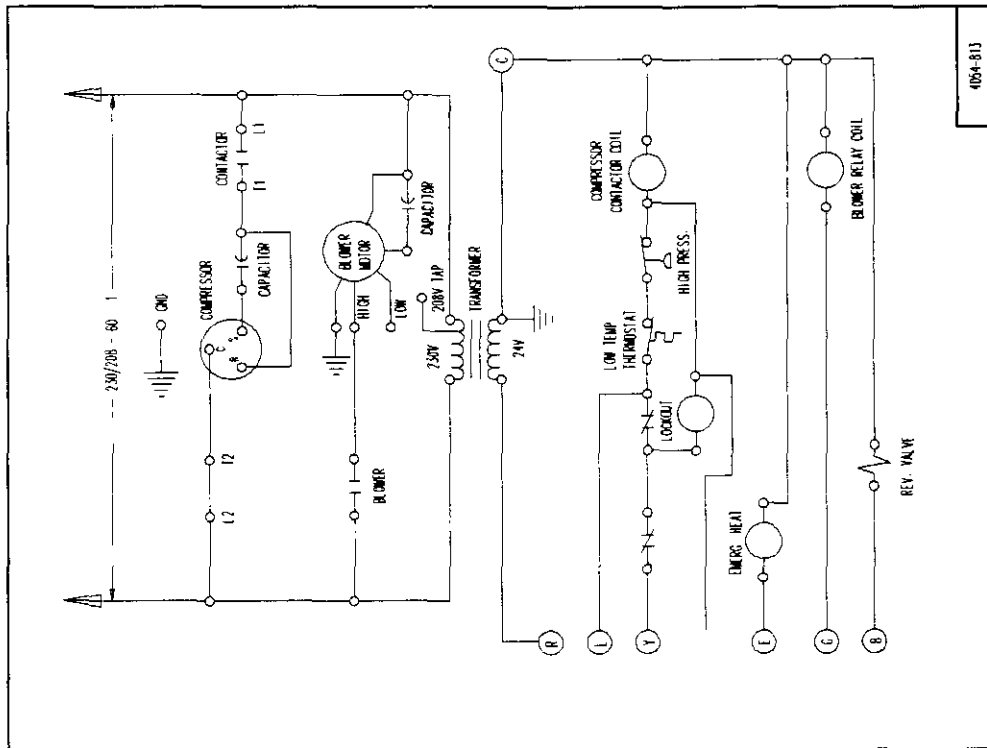 230/208 - 60 1
GND
L2
T2
COMPRESSOR
C
S
R
CAPACITOR
CONTACTOR
T1
L1
BLOWER
HIGH
LOW
BLOWER
MOTOR
CAPACITOR
208V TAP
230V
TRANSFORMER
24V
R
C
L
Y
LOCKOUT
LOW TEMP
THERMOSTAT
HIGH PRESS.
COMPRESSOR
CONTACTOR COIL
E
EMERG HEAT
G
BLOWER RELAY COIL
B
REV. VALVE
4064-813